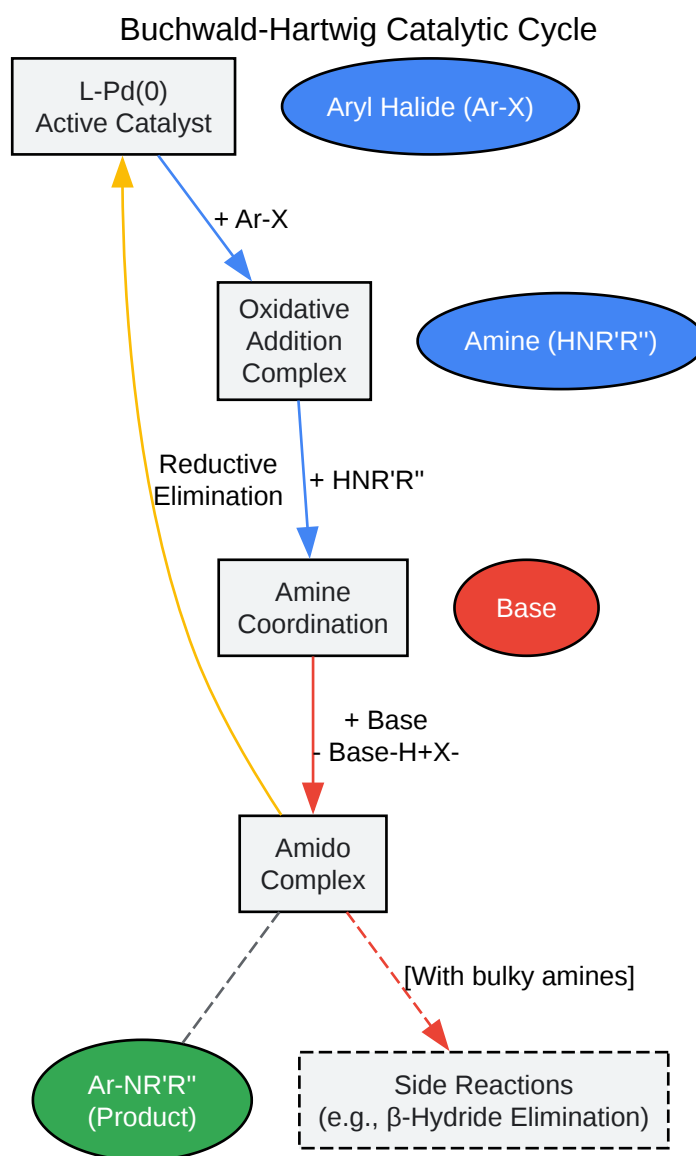 Buchwald-Hartwig Catalytic Cycle
L-Pd(0)
Active Catalyst
Aryl Halide (Ar-X)
+ Ar-X
Oxidative
Addition
Complex
Amine (HNR'R")
Reductive
Elimination
+ HNR'R"
Amine
Coordination
Base
+ Base
- Base-H+X-
Amido
Complex
[With bulky amines]
Ar-NR'R"
(Product)
Side Reactions
(e.g., β-Hydride Elimination)